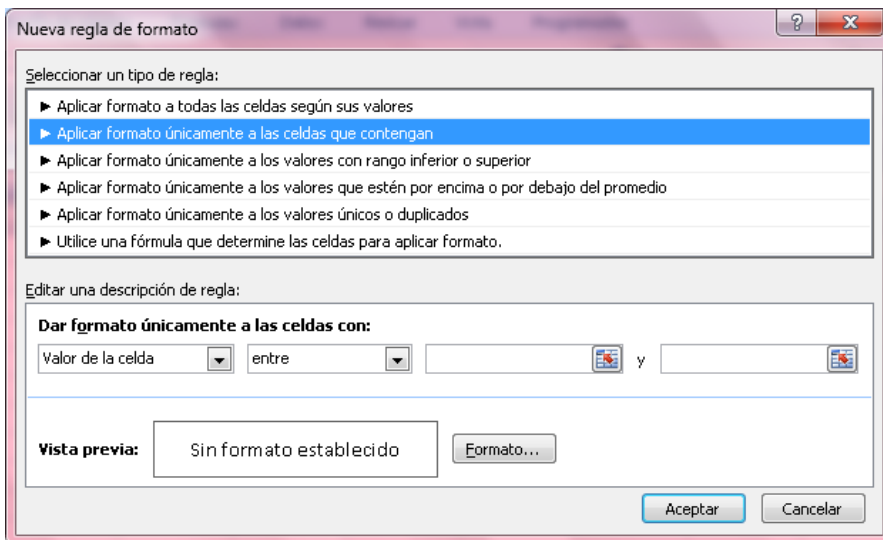 Nueva regla de formato
Seleccionar un tipo de regla:
► Aplicar formato a todas las celdas según sus valores
► Aplicar formato únicamente a las celdas que contengan
► Aplicar formato únicamente a los valores con rango inferior o superior
► Aplicar formato únicamente a los valores que estén por encima o por debajo del promedio
► Aplicar formato únicamente a los valores únicos o duplicados
► Utilice una fórmula que determine las celdas para aplicar formato.
Editar una descripción de regla:
Dar formato únicamente a las celdas con:
Valor de la celda entre y
Vista previa: Sin formato establecido Formato...
Aceptar Cancelar